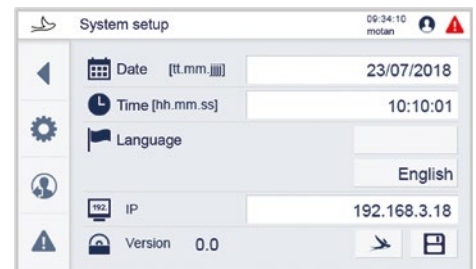 System setup
09:34:10
motan
Date [tt.mm.jjjj]
23/07/2018
Time [hh.mm.ss]
10:10:01
Language
English
192.
IP
192.168.3.18
Version 0.0